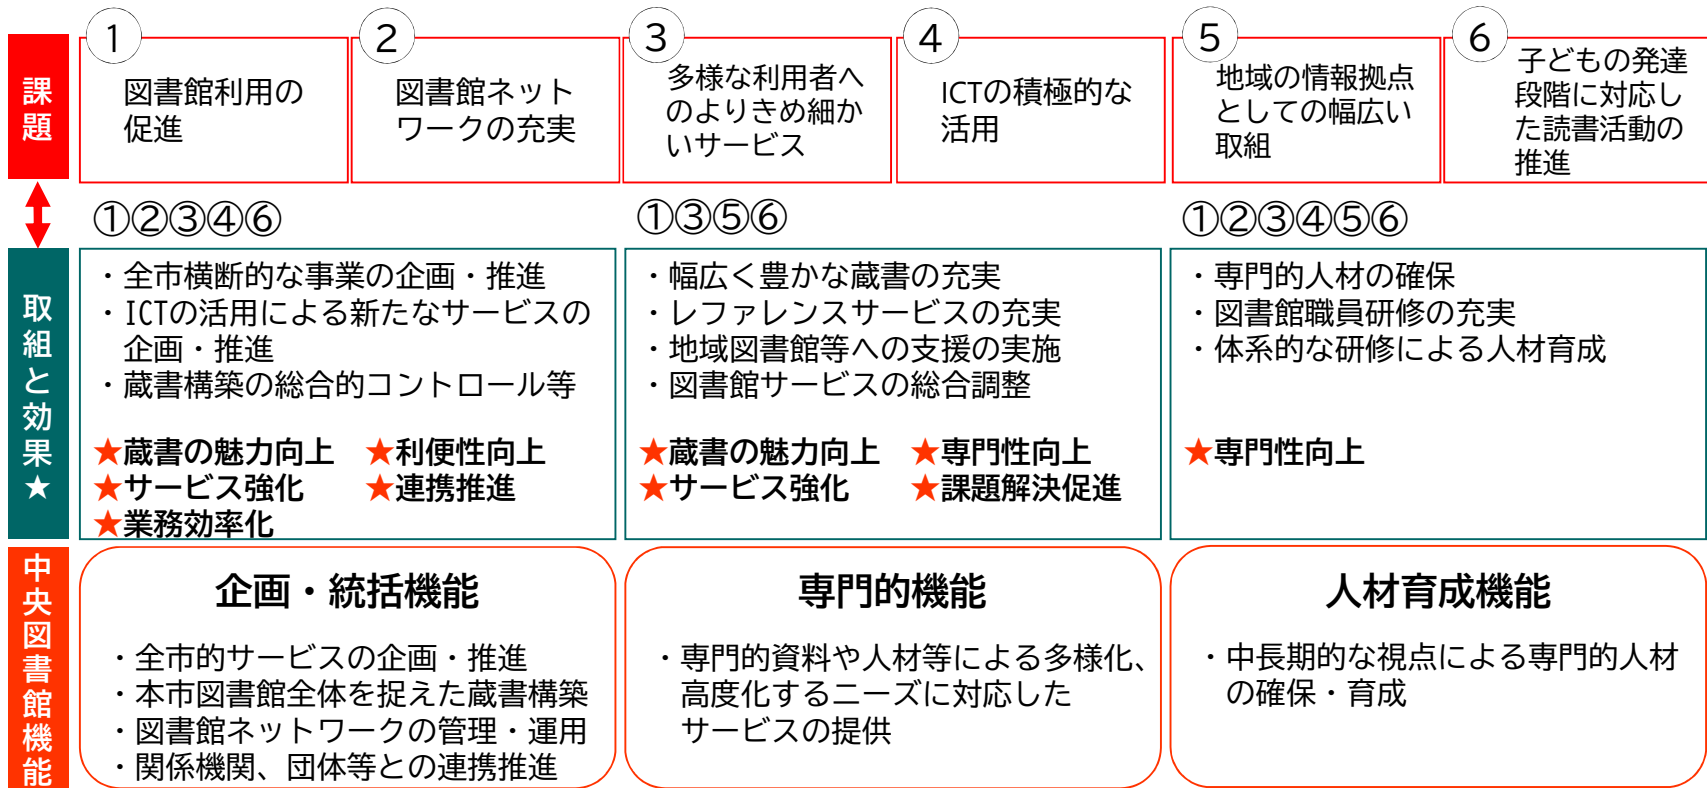 課題
①
図書館利用の
促進
②
図書館ネット
ワークの充実
③
多様な利用者へ
のよりきめ細か
いサービス
④
ICTの積極的な
活用
⑤
地域の情報拠点
としての幅広い
取組
⑥
子どもの発達
段階に対応し
た読書活動の
推進
取組と効果★
①②③④⑥
・全市横断的な事業の企画・推進
・ICTの活用による新たなサービスの
企画・推進
・蔵書構築の総合的コントロール等
★蔵書の魅力向上 ★利便性向上
★サービス強化 ★連携推進
★業務効率化
①③⑤⑥
・幅広く豊かな蔵書の充実
・レファレンスサービスの充実
・地域図書館等への支援の実施
・図書館サービスの総合調整
★蔵書の魅力向上 ★専門性向上
★サービス強化 ★課題解決促進
①②③④⑤⑥
・専門的人材の確保
・図書館職員研修の充実
・体系的な研修による人材育成
★専門性向上
中央図書館機能
企画・統括機能
・全市的サービスの企画・推進
・本市図書館全体を捉えた蔵書構築
・図書館ネットワークの管理・運用
・関係機関、団体等との連携推進
専門的機能
・専門的資料や人材等による多様化、
高度化するニーズに対応した
サービスの提供
人材育成機能
・中長期的な視点による専門的人材
の確保・育成